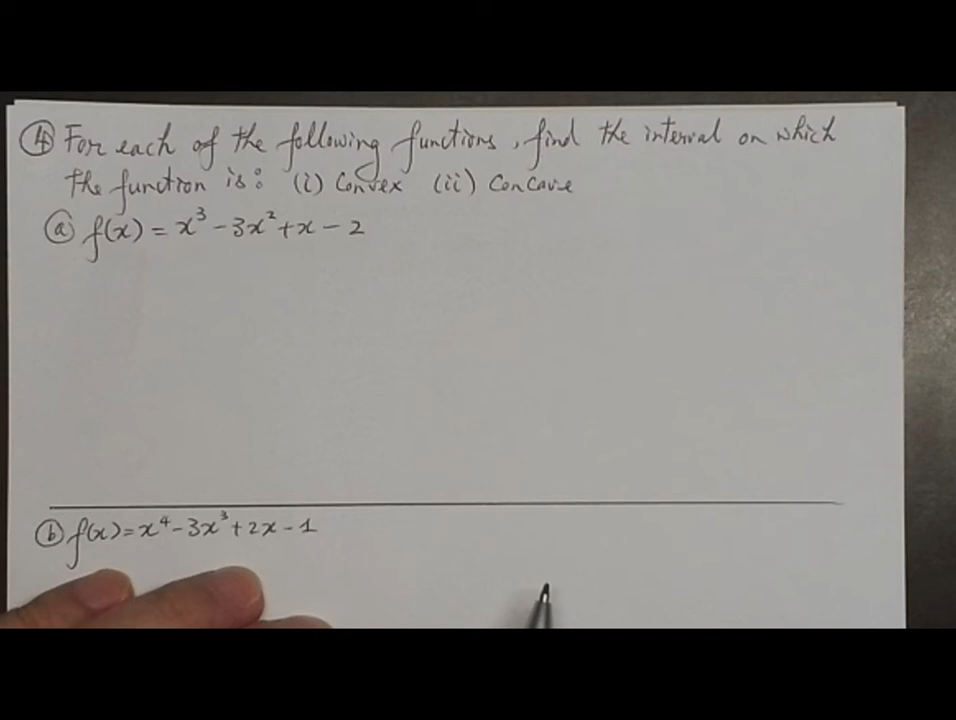 ④ For each of the following functions, find the interval on which
the function is: (i) Convex (ii) Concave
ⓐ f(x) = x³ - 3x² + x - 2
ⓑ f(x) = x⁴ - 3x³ + 2x - 1